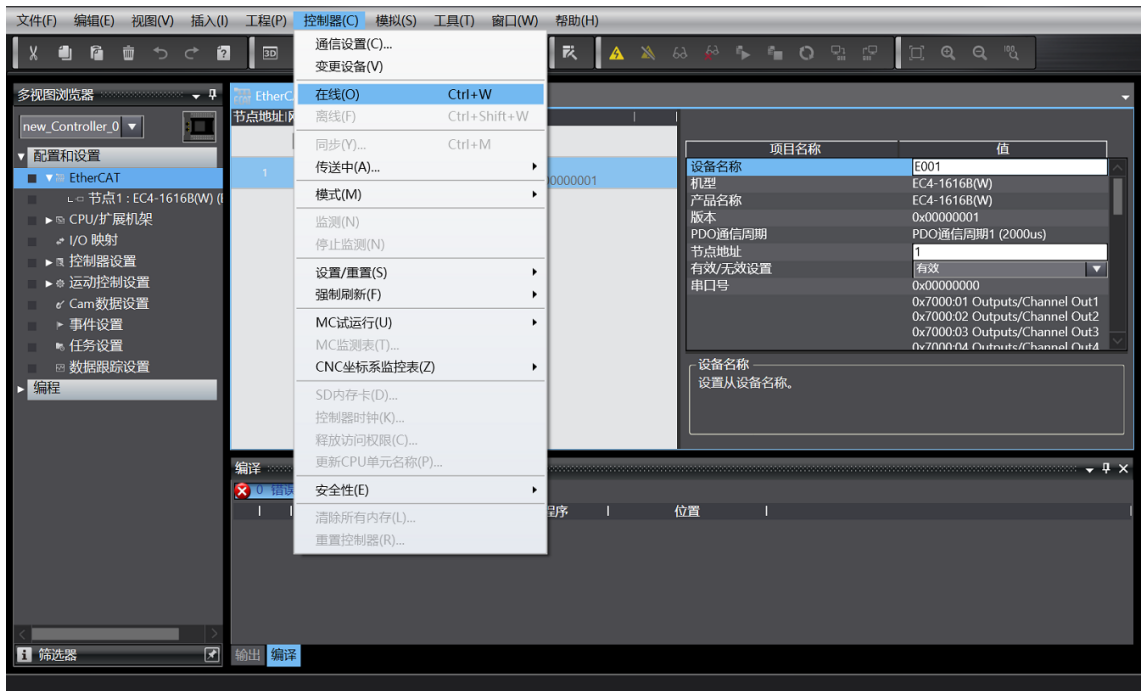 文件(F) 编辑(E) 视图(V) 插入(I) 工程(P) 控制器(C) 模拟(S) 工具(T) 窗口(W) 帮助(H)
3D
通信设置(C)...
变更设备(V)
在线(O) Ctrl+W
离线(F) Ctrl+Shift+W
同步(Y)... Ctrl+M
传送中(A)...
模式(M)
监测(N)
停止监测(N)
设置/重置(S)
强制刷新(F)
MC试运行(U)
MC监测表(T)...
CNC坐标系监控表(Z)
SD内存卡(D)...
控制器时钟(K)...
释放访问权限(C)...
更新CPU单元名称(P)...
安全性(E)
清除所有内存(L)...
重置控制器(R)...
多视图浏览器
new_Controller_0
配置和设置
EtherCAT
节点1 : EC4-1616B(W) (
CPU/扩展机架
I/O 映射
控制器设置
运动控制设置
Cam数据设置
事件设置
任务设置
数据跟踪设置
编程
筛选器
EtherC
节点地址
1
0000001
项目名称 值
设备名称 E001
机型 EC4-1616B(W)
产品名称 EC4-1616B(W)
版本 0x00000001
PDO通信周期 PDO通信周期1 (2000us)
节点地址 1
有效/无效设置 有效
串口号 0x00000000
0x7000:01 Outputs/Channel Out1
0x7000:02 Outputs/Channel Out2
0x7000:03 Outputs/Channel Out3
0x7000:04 Outputs/Channel Out4
设备名称
设置从设备名称。
编译
0 错误
程序 位置
输出 编译